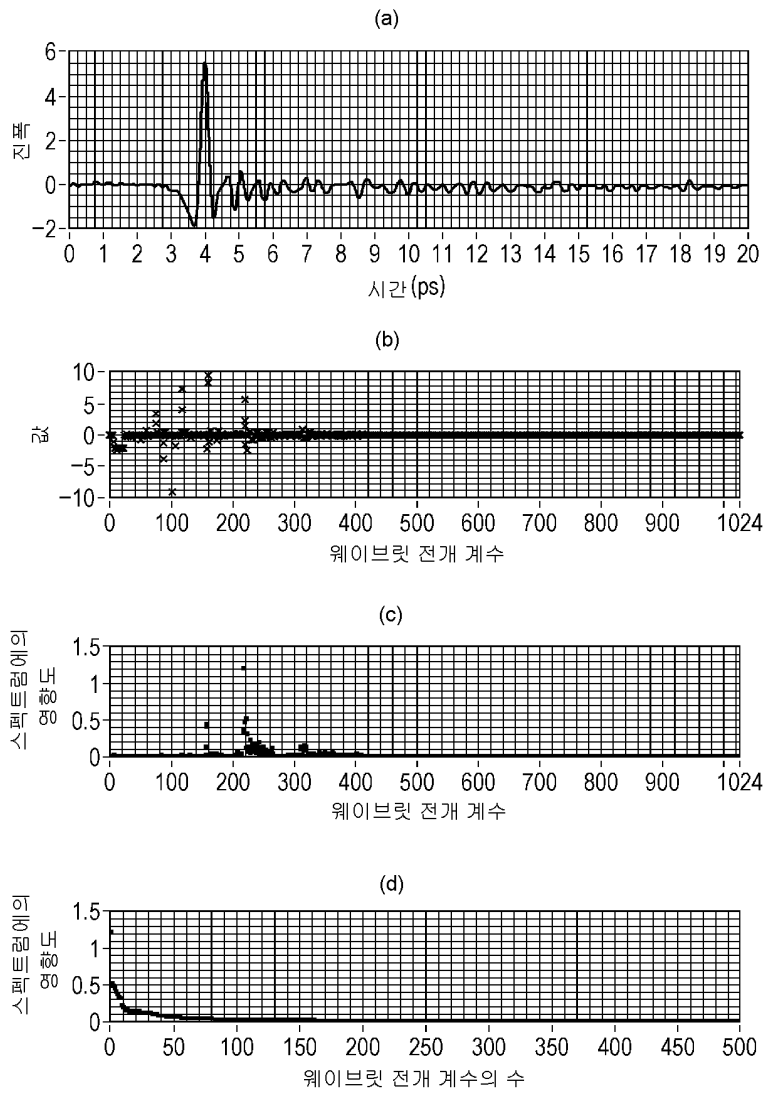 (a)
6
4
2
0
−2
진폭
0 1 2 3 4 5 6 7 8 9 10 11 12 13 14 15 16 17 18 19 20
시간(ps)
(b)
10
5
0
−5
−10
값
0 100 200 300 400 500 600 700 800 900 1024
웨이브릿 전개 계수
(c)
스펙트럼에의
영향도
1.5
1
0.5
0
0 100 200 300 400 500 600 700 800 900 1024
웨이브릿 전개 계수
(d)
스펙트럼에의
영향도
1.5
1
0.5
0
0 50 100 150 200 250 300 350 400 450 500
웨이브릿 전개 계수의 수